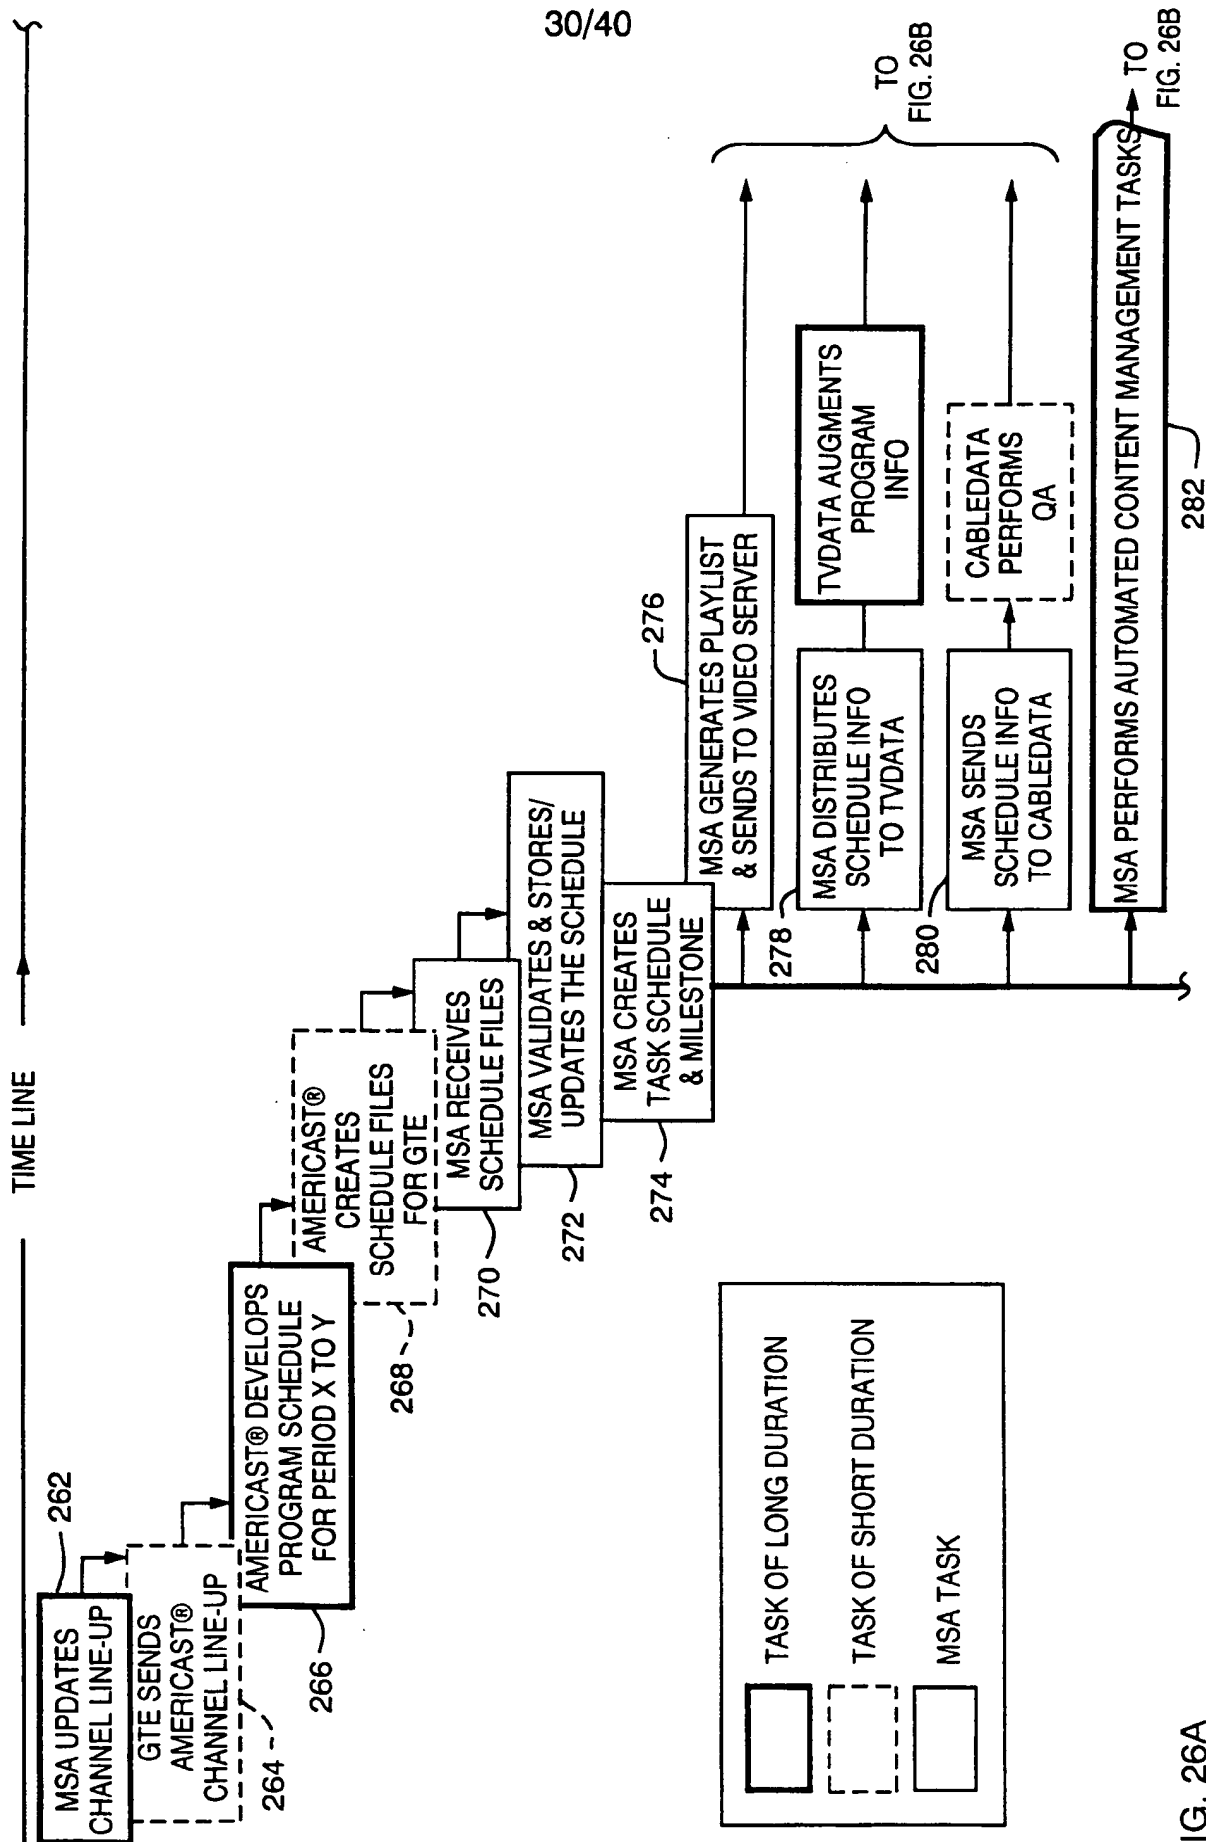 30/40
TIME LINE
MSA UPDATES
CHANNEL LINE-UP
262
GTE SENDS
AMERICAST®
CHANNEL LINE-UP
264
AMERICAST® DEVELOPS
PROGRAM SCHEDULE
FOR PERIOD X TO Y
266
AMERICAST®
CREATES
SCHEDULE FILES
FOR GTE
268
MSA RECEIVES
SCHEDULE FILES
270
MSA VALIDATES & STORES/
UPDATES THE SCHEDULE
272
MSA CREATES
TASK SCHEDULE
& MILESTONE
274
MSA GENERATES PLAYLIST
& SENDS TO VIDEO SERVER
276
MSA DISTRIBUTES
SCHEDULE INFO
TO TVDATA
278
TVDATA AUGMENTS
PROGRAM
INFO
MSA SENDS
SCHEDULE INFO
TO CABLEDATA
280
CABLEDATA
PERFORMS
QA
TO
FIG. 26B
MSA PERFORMS AUTOMATED CONTENT MANAGEMENT TASKS
282
TO
FIG. 26B
TASK OF LONG DURATION
TASK OF SHORT DURATION
MSA TASK
IG. 26A